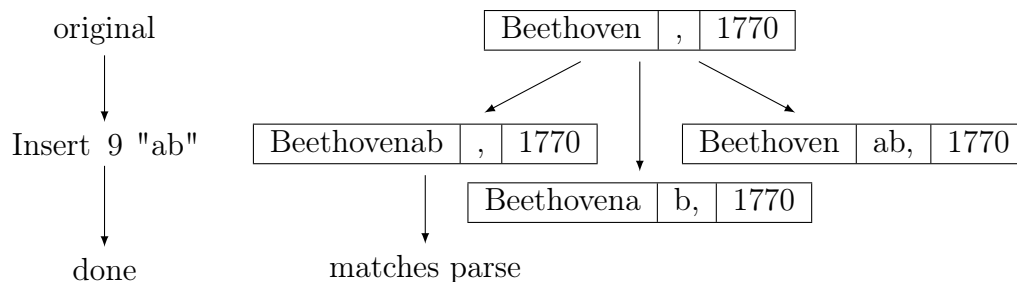 original
Beethoven , 1770
Insert 9 "ab"
Beethovenab , 1770
Beethoven ab, 1770
Beethovena b, 1770
done
matches parse